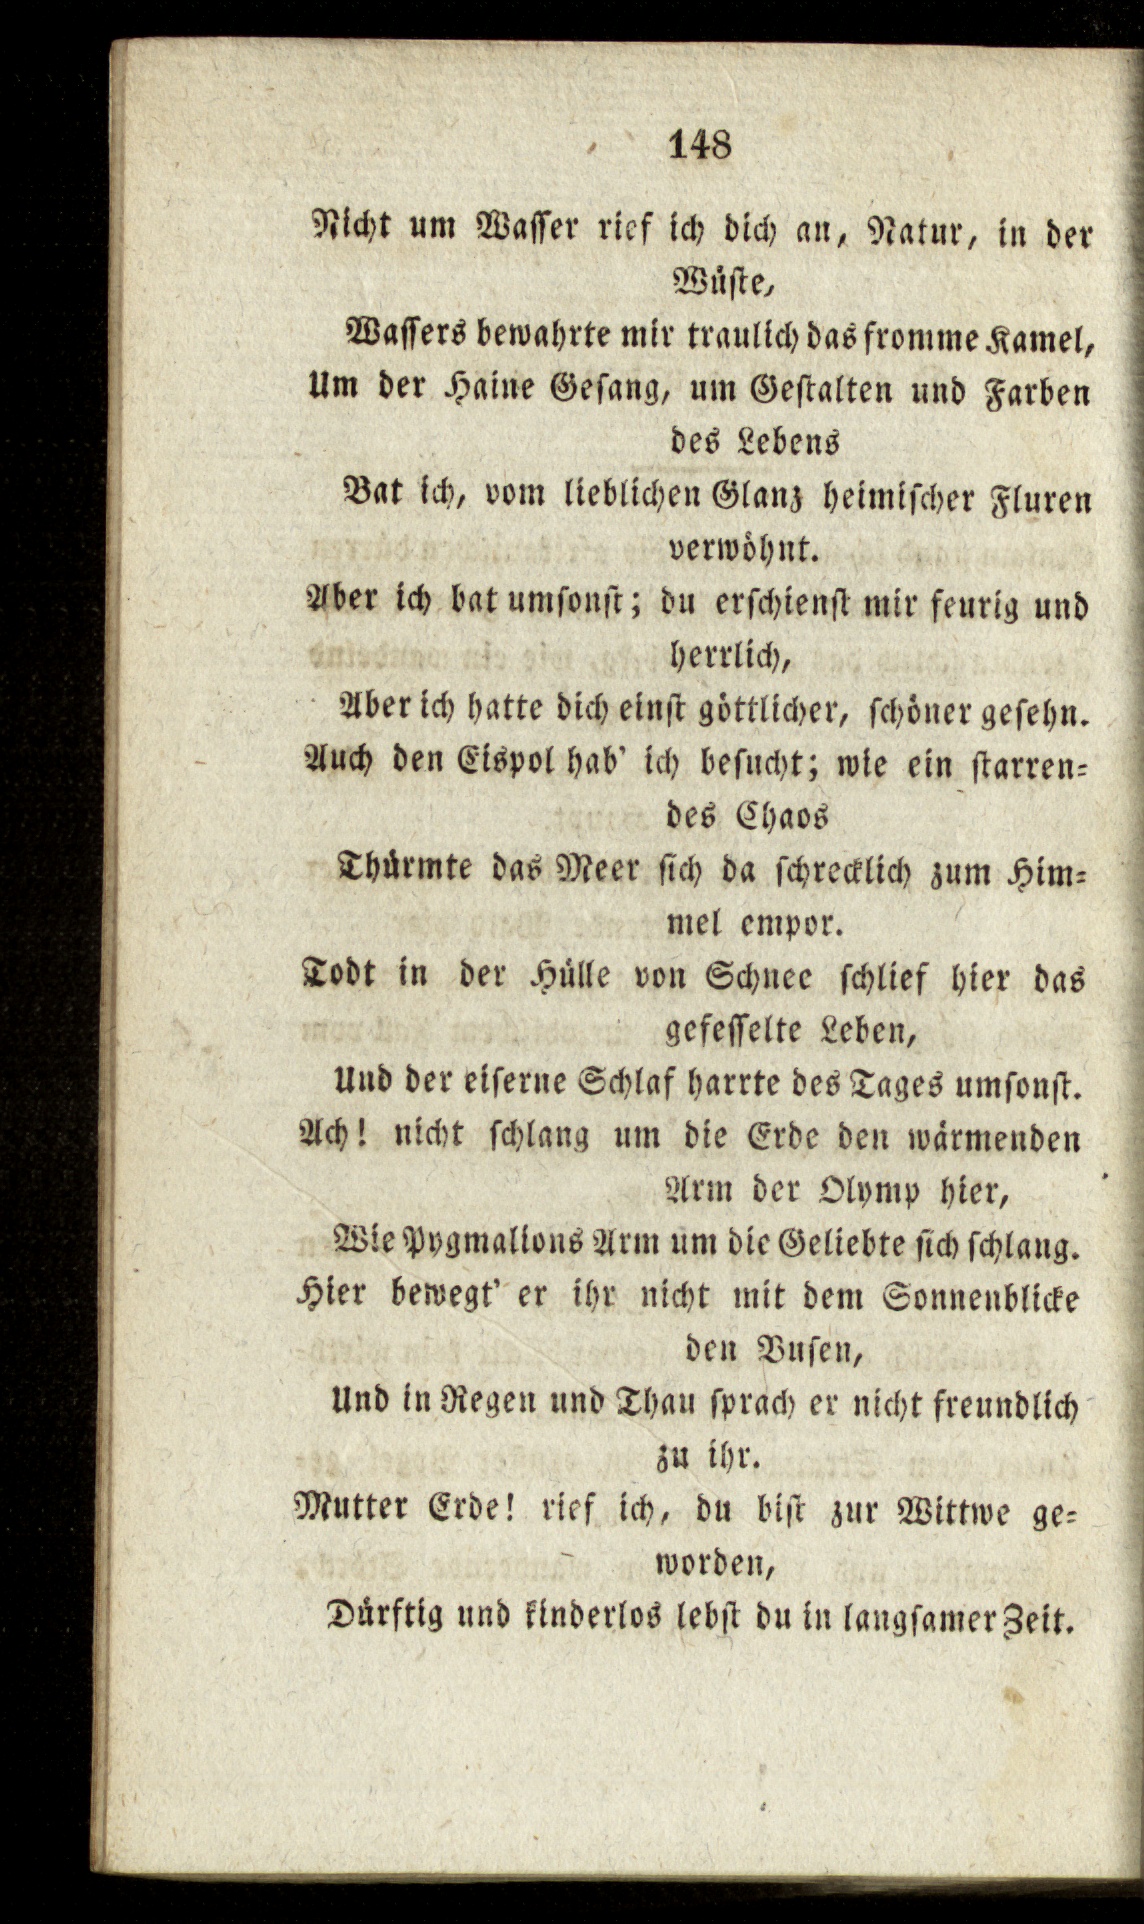 148
Nicht um Waſſer rief ich dich an, Natur, in der
Wüſte,
Waſſers bewahrte mir traulich das fromme Kamel,
Um der Haine Geſang, um Geſtalten und Farben
des Lebens
Bat ich, vom lieblichen Glanz heimiſcher Fluren
verwöhnt.
Aber ich bat umſonſt; du erſchienſt mir feurig und
herrlich,
Aber ich hatte dich einſt göttlicher, ſchöner geſehn.
Auch den Eispol hab' ich beſucht; wie ein ſtarren-
des Chaos
Thürmte das Meer ſich da ſchrecklich zum Him-
mel empor.
Todt in der Hülle von Schnee ſchlief hier das
gefeſſelte Leben,
Und der eiſerne Schlaf harrte des Tages umſonſt.
Ach! nicht ſchlang um die Erde den wärmenden
Arm der Olymp hier,
Wie Pygmalions Arm um die Geliebte ſich ſchlang.
Hier bewegt' er ihr nicht mit dem Sonnenblicke
den Buſen,
Und in Regen und Thau ſprach er nicht freundlich
zu ihr.
Mutter Erde! rief ich, du biſt zur Wittwe ge-
worden,
Dürftig und kinderlos lebſt du in langſamer Zeit.